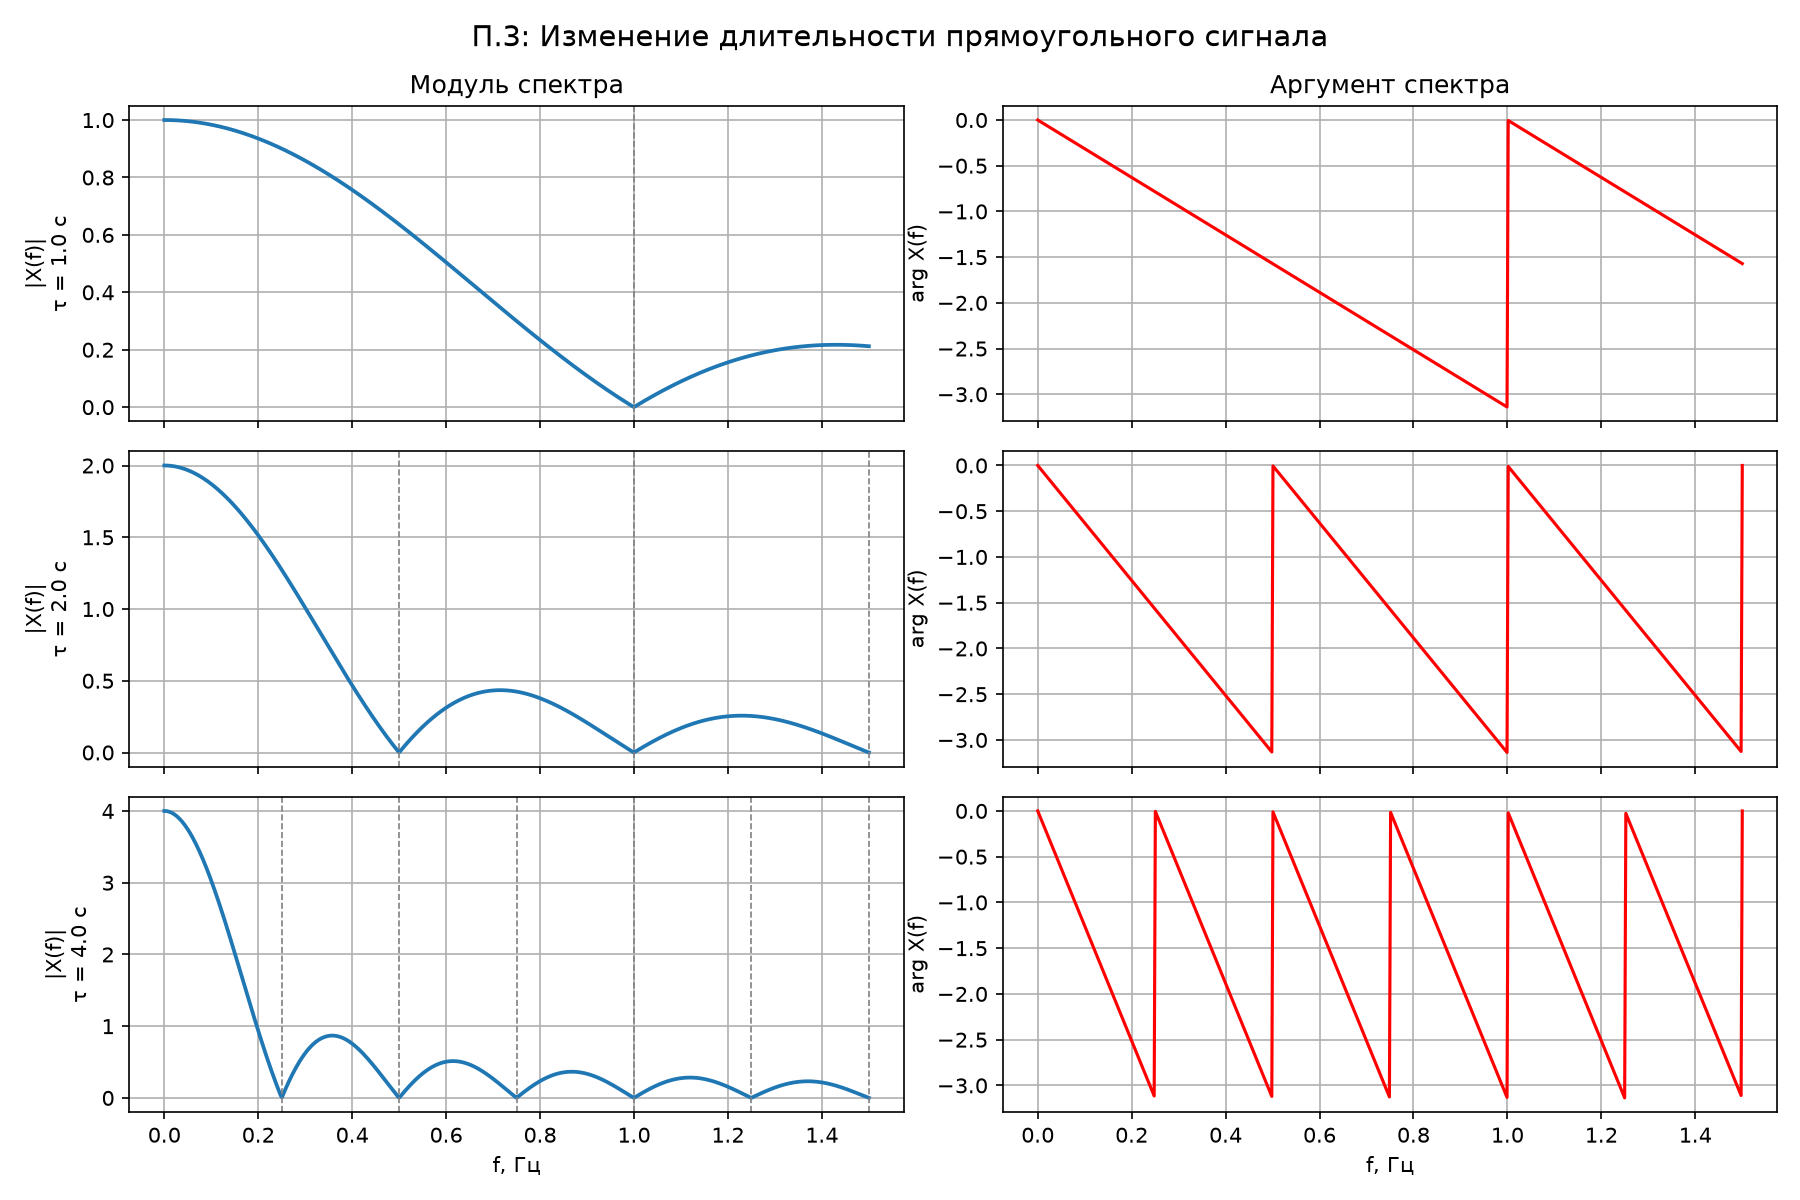 П.3: Изменение длительности прямоугольного сигнала
Модуль спектра
|X(f)|
τ = 1.0 с
1.0
0.8
0.6
0.4
0.2
0.0
Аргумент спектра
arg X(f)
0.0
−0.5
−1.0
−1.5
−2.0
−2.5
−3.0
|X(f)|
τ = 2.0 с
2.0
1.5
1.0
0.5
0.0
arg X(f)
0.0
−0.5
−1.0
−1.5
−2.0
−2.5
−3.0
|X(f)|
τ = 4.0 с
4
3
2
1
0
0.0 0.2 0.4 0.6 0.8 1.0 1.2 1.4
f, Гц
arg X(f)
0.0
−0.5
−1.0
−1.5
−2.0
−2.5
−3.0
0.0 0.2 0.4 0.6 0.8 1.0 1.2 1.4
f, Гц